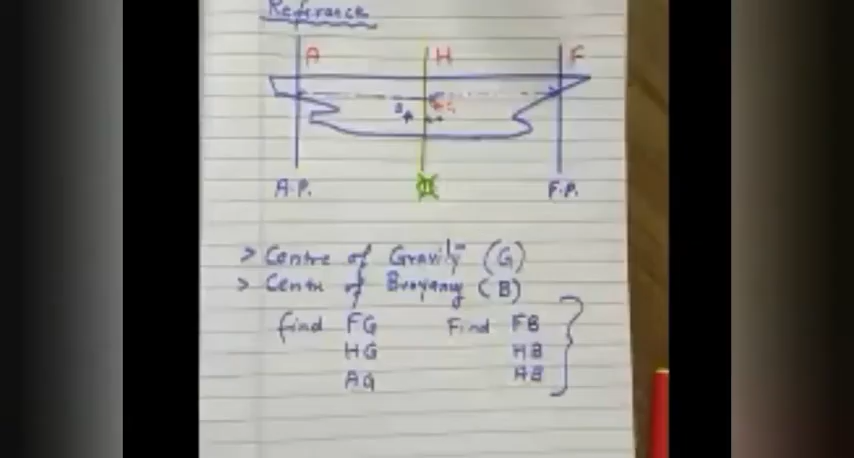 Referance
A H F
A.P. F.P.
> Centre of Gravity (G)
> Centre of Buoyancy (B)
find FG Find FB
HG HB
AG AB